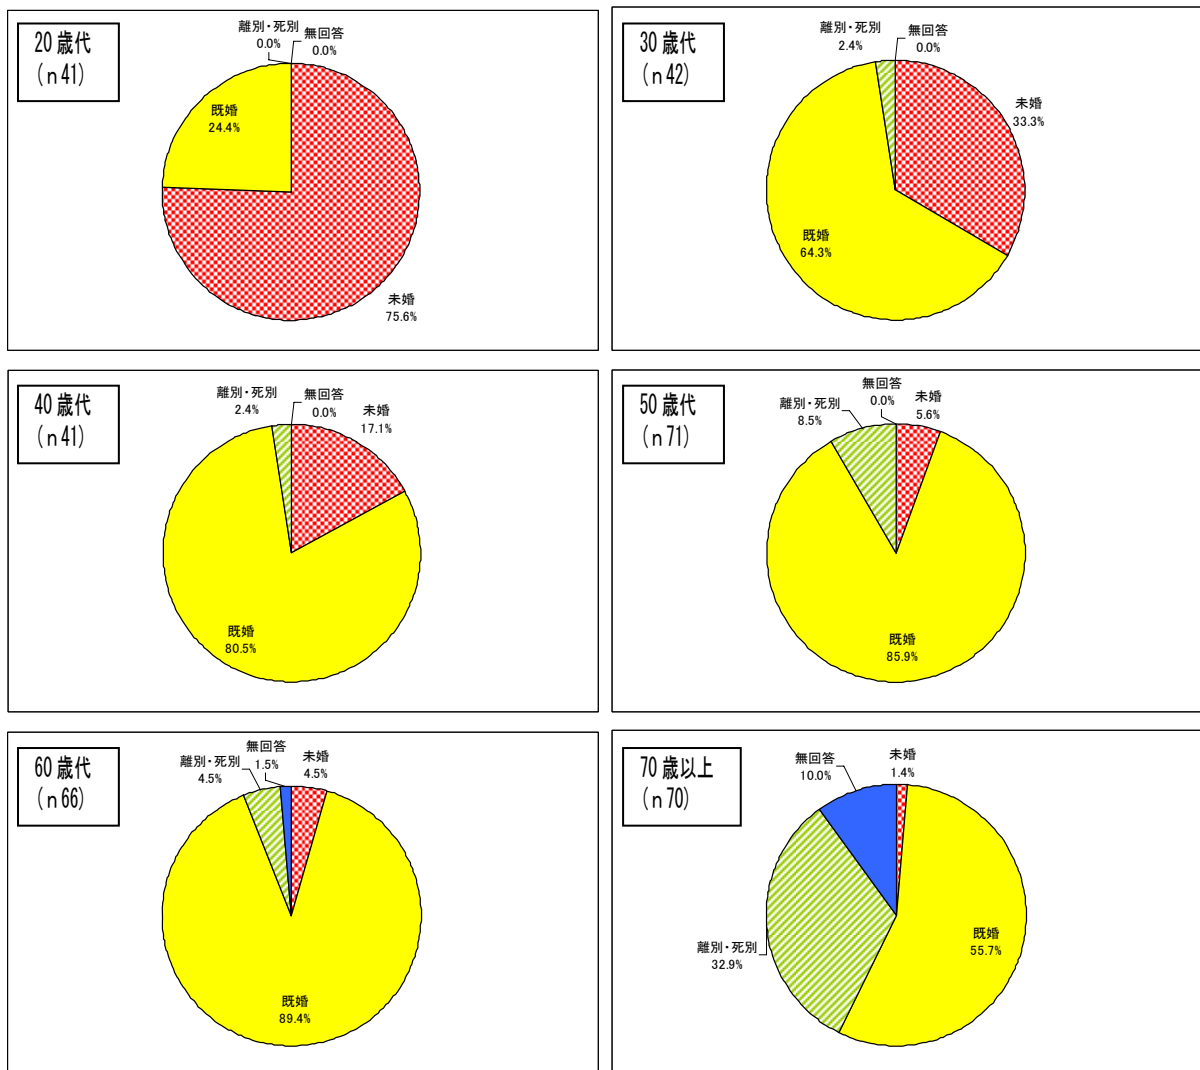 20歳代
(n41)
離別・死別
0.0%
無回答
0.0%
既婚
24.4%
未婚
75.6%
30歳代
(n42)
離別・死別
2.4%
無回答
0.0%
未婚
33.3%
既婚
64.3%
40歳代
(n41)
離別・死別
2.4%
無回答
0.0%
未婚
17.1%
既婚
80.5%
50歳代
(n71)
離別・死別
8.5%
無回答
0.0%
未婚
5.6%
既婚
85.9%
60歳代
(n66)
離別・死別
4.5%
無回答
1.5%
未婚
4.5%
既婚
89.4%
70歳以上
(n70)
無回答
10.0%
未婚
1.4%
離別・死別
32.9%
既婚
55.7%